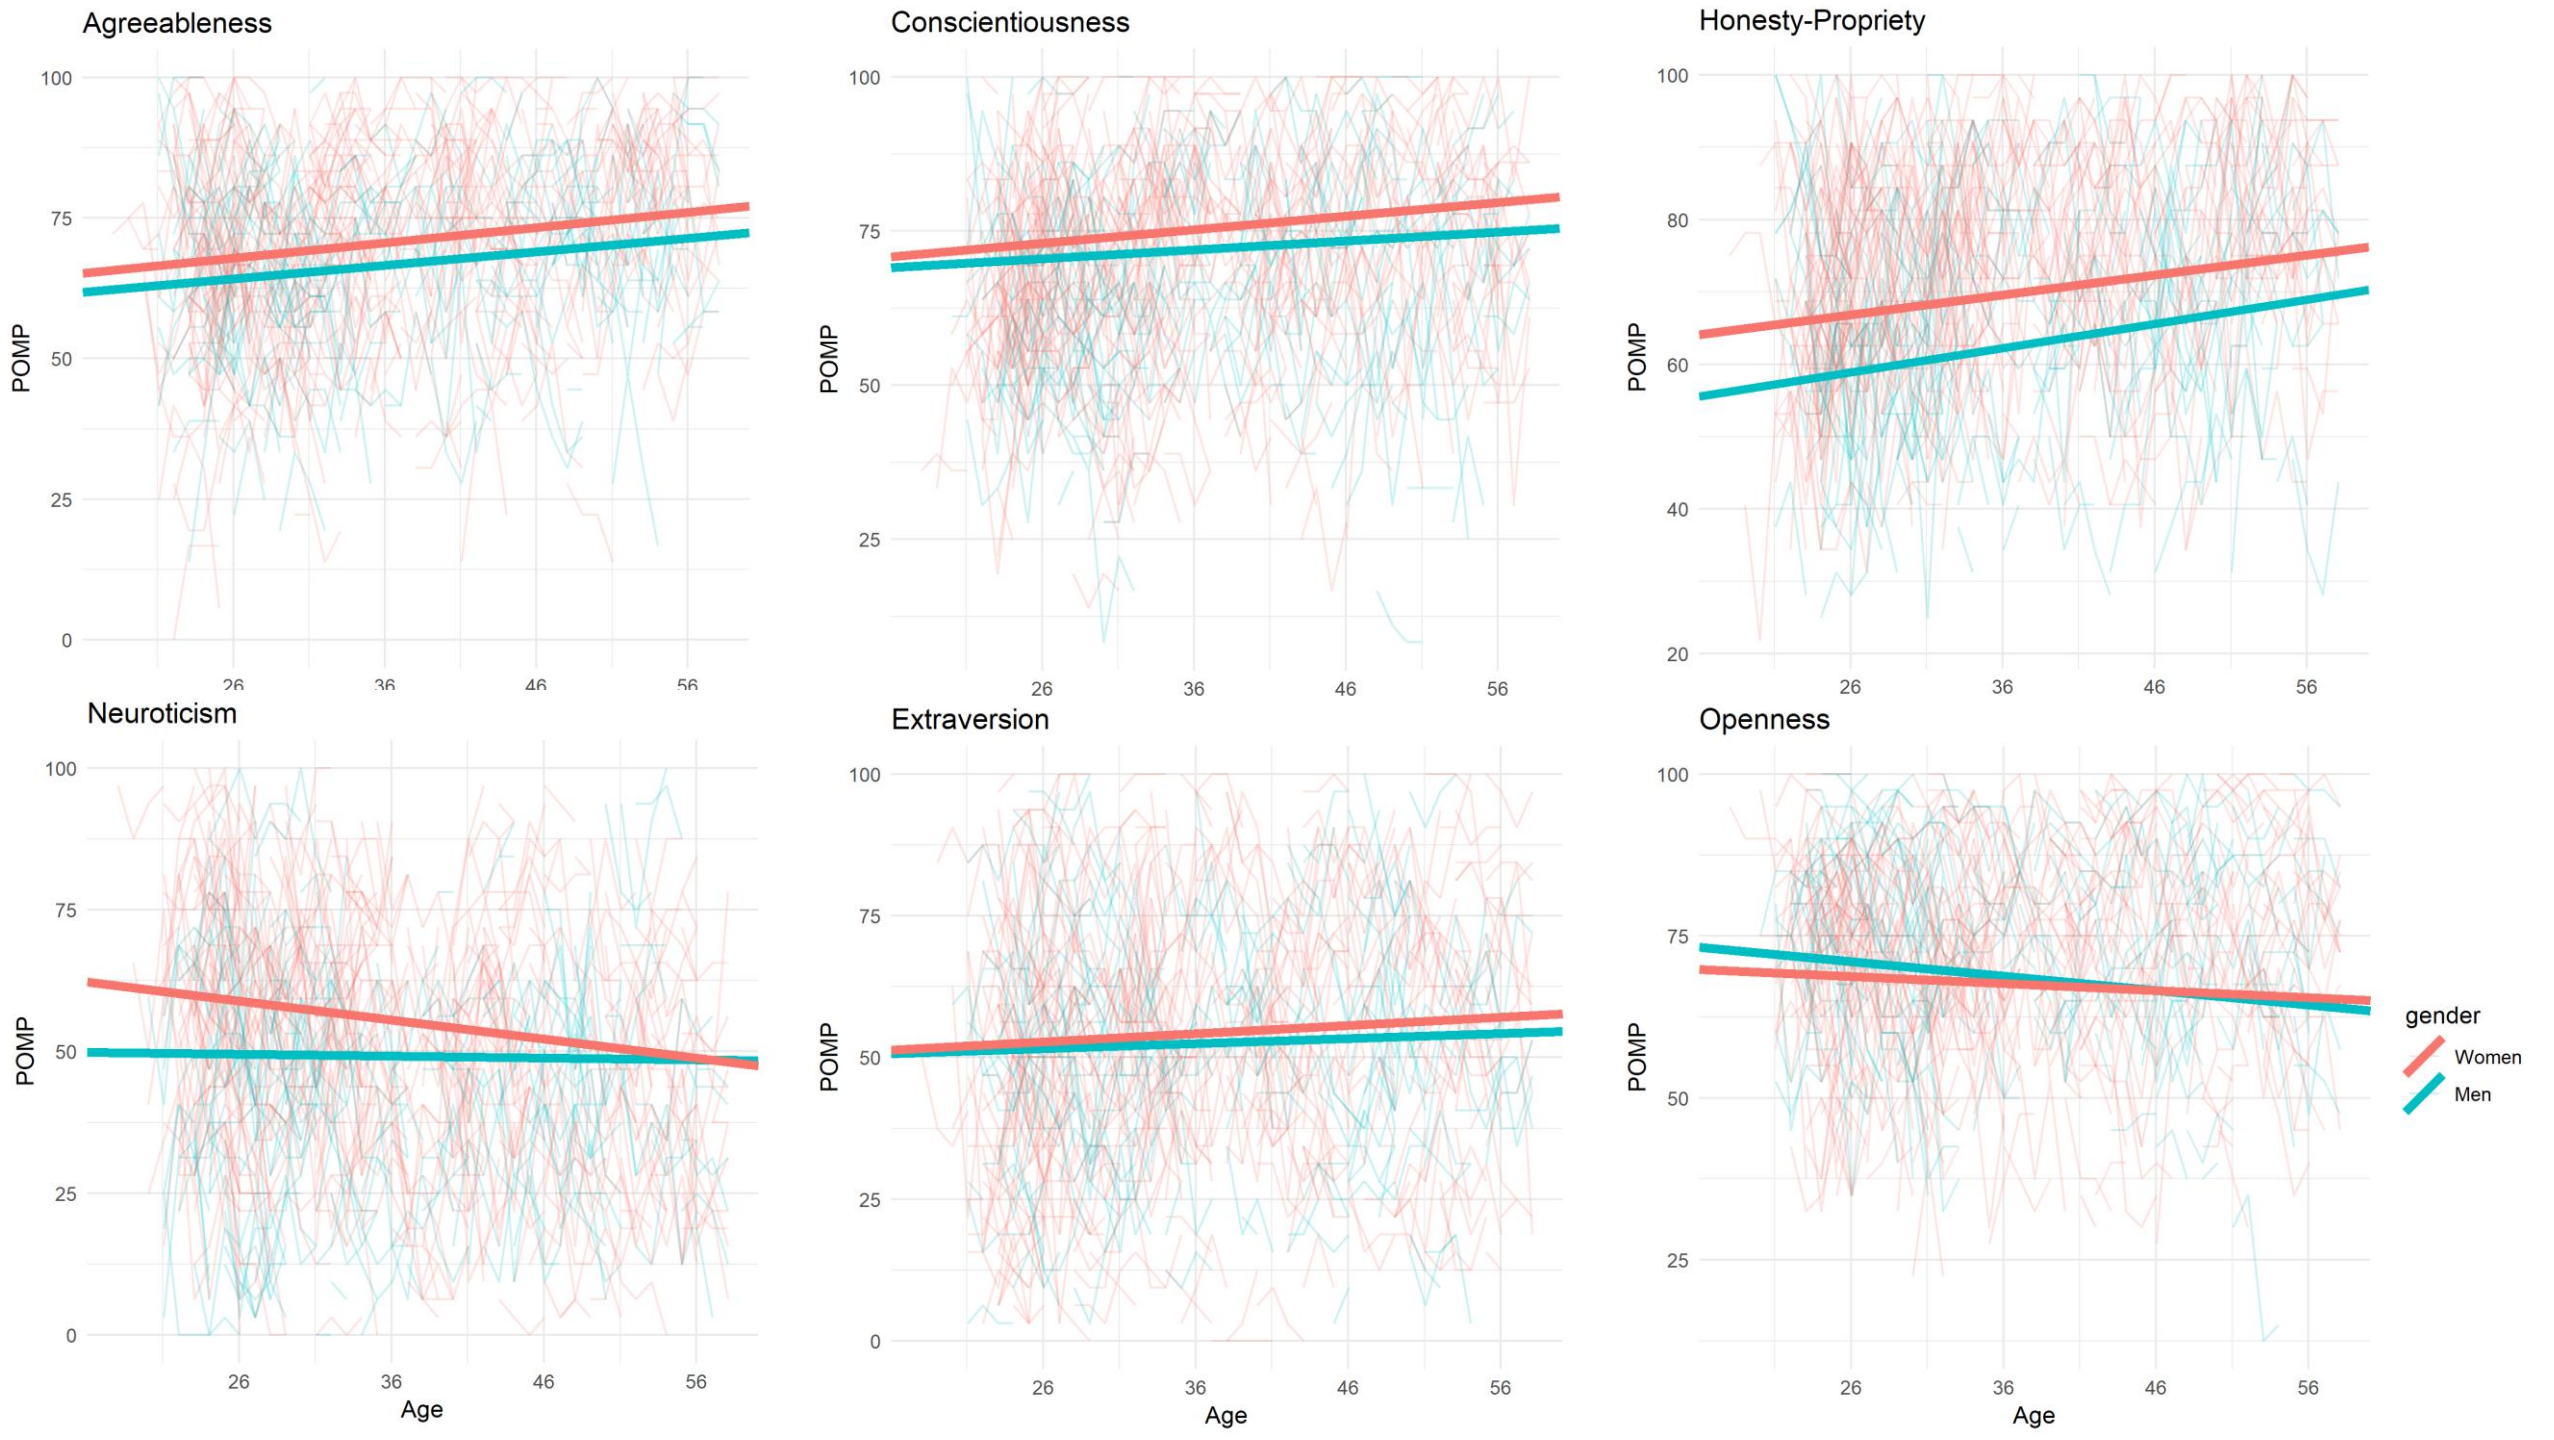 Agreeableness
100
75
50
25
0
POMP
26 36 46 56
Conscientiousness
100
75
50
25
POMP
26 36 46 56
Honesty-Propriety
100
80
60
40
20
POMP
26 36 46 56
Neuroticism
100
75
50
25
0
POMP
26 36 46 56
Age
Extraversion
100
75
50
25
0
POMP
26 36 46 56
Age
Openness
100
75
50
25
POMP
26 36 46 56
Age
gender
Women
Men